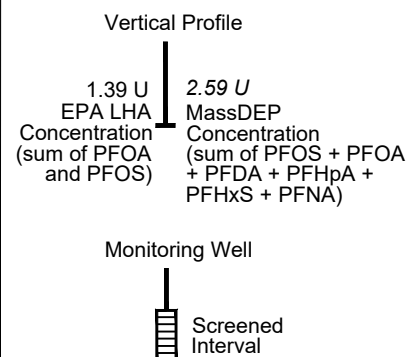 Vertical Profile
1.39 U
EPA LHA
Concentration
(sum of PFOA
and PFOS)
2.59 U
MassDEP
Concentration
(sum of PFOS + PFOA
+ PFDA + PFHpA +
PFHxS + PFNA)
Monitoring Well
Screened
Interval